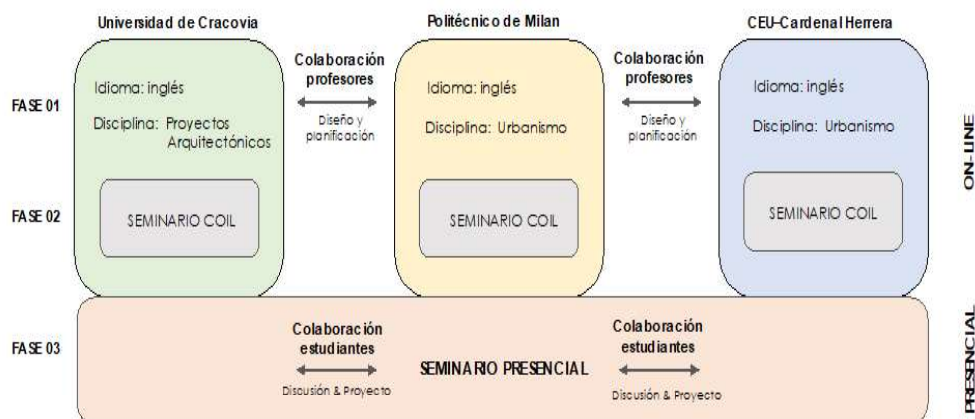 Universidad de Cracovia
Politécnico de Milan
CEU-Cardenal Herrera
FASE 01
Idioma: inglés
Disciplina: Proyectos
Arquitectónicos
Colaboración
profesores
Diseño y
planificación
Idioma: inglés
Disciplina: Urbanismo
Colaboración
profesores
Diseño y
planificación
Idioma: inglés
Disciplina: Urbanismo
ON-LINE
FASE 02
SEMINARIO COIL
SEMINARIO COIL
SEMINARIO COIL
FASE 03
Colaboración
estudiantes
Discusión & Proyecto
SEMINARIO PRESENCIAL
Colaboración
estudiantes
Discusión & Proyecto
PRESENCIAL